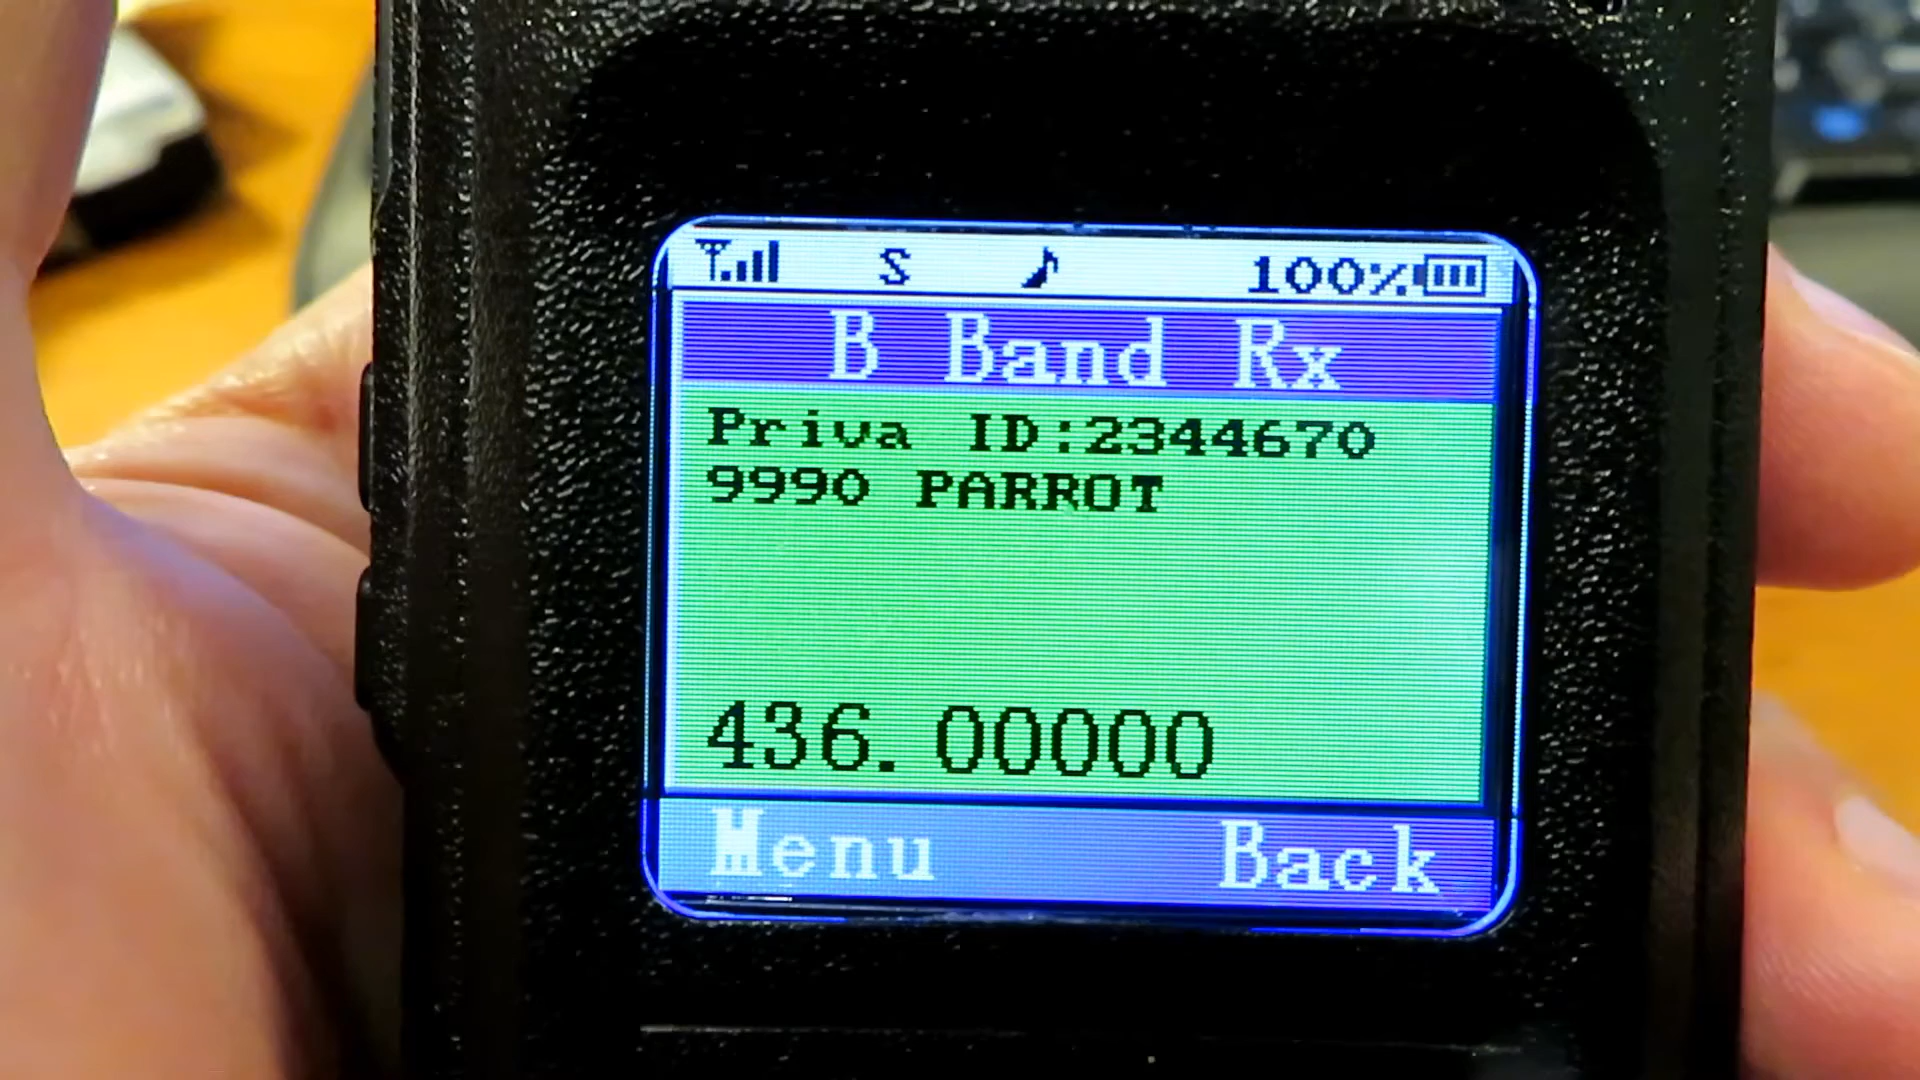 S 100%
B Band Rx
Priva ID:2344670
9990 PARROT
436.00000
Menu Back